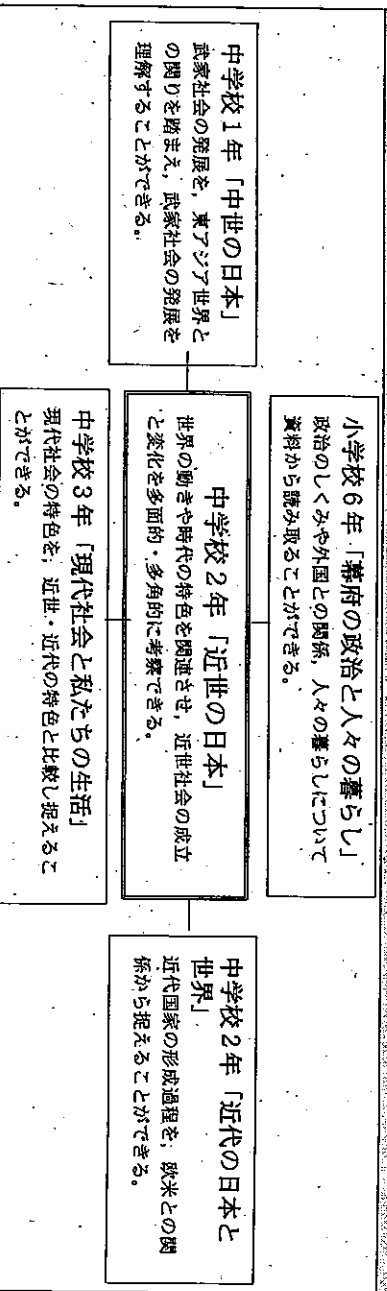 小学校6年「幕府の政治と人々の暮らし」
政治のしくみや外国との関係，人々の暮らしについて
資料から読み取ることができる。
中学校1年「中世の日本」
武家社会の発展を，東アジア世界と
の関りを踏まえ，武家社会の発展を
理解することができる。
中学校2年「近世の日本」
世界の動きや時代の特色を関連させ，近世社会の成立
と変化を多面的・多角的に考察できる。
中学校2年「近代の日本と
世界」
近代国家の形成過程を，欧米との関
係から捉えることができる。
中学校3年「現代社会と私たちの生活」
現代社会の特色を，近世・近代の特色と比較し捉えるこ
とができる。